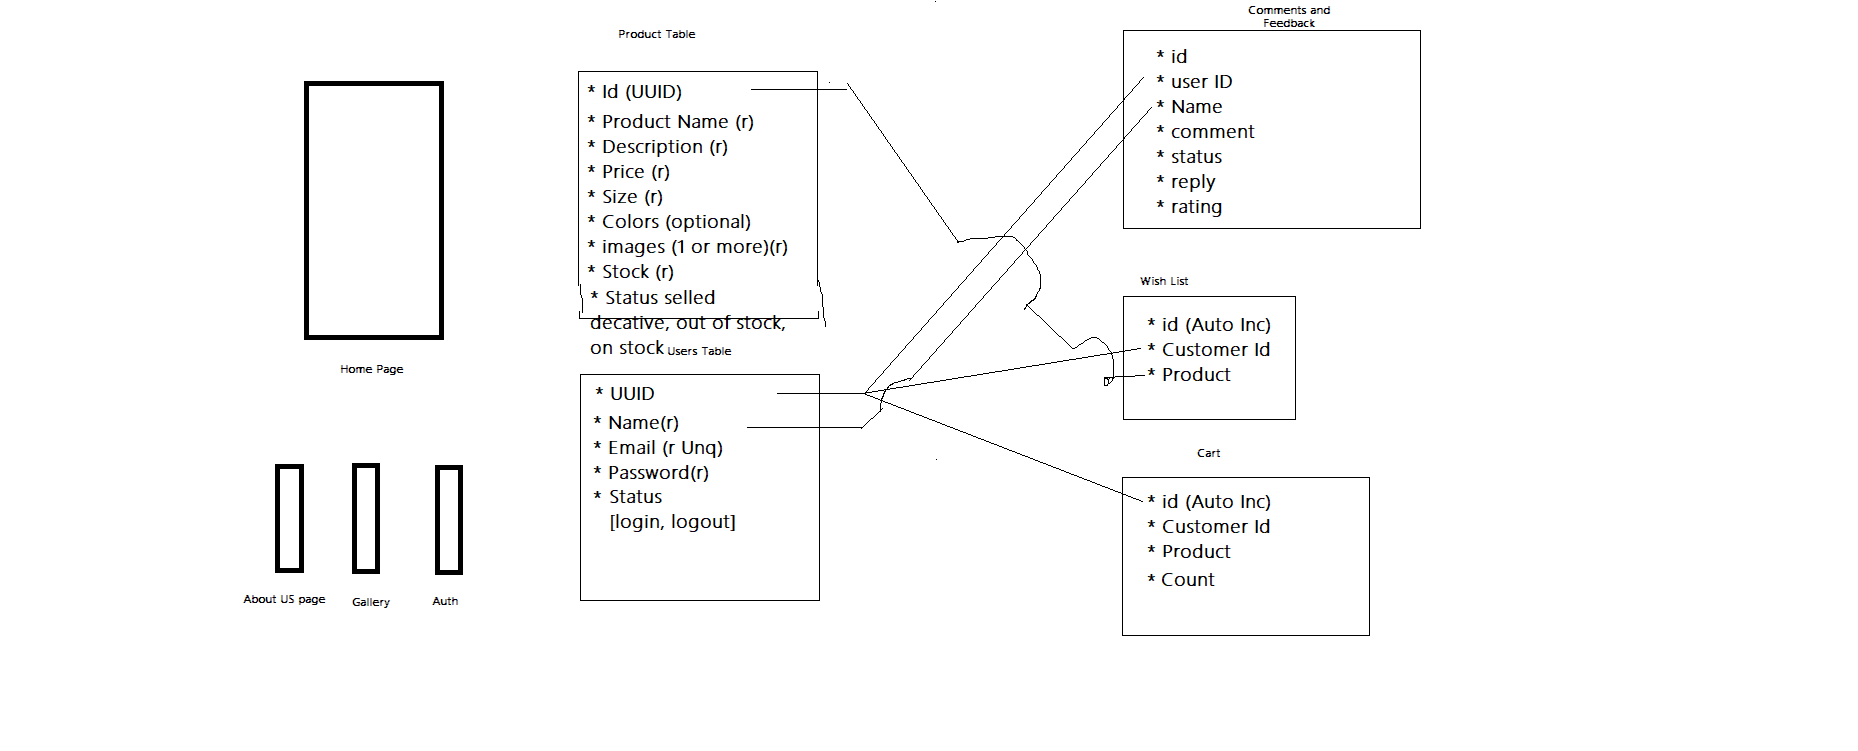 Home Page
About US page
Gallery
Auth
Product Table
* Id (UUID)
* Product Name (r)
* Description (r)
* Price (r)
* Size (r)
* Colors (optional)
* images (1 or more)(r)
* Stock (r)
* Status selled
decative, out of stock,
on stock
Users Table
* UUID
* Name(r)
* Email (r Unq)
* Password(r)
* Status
[login, logout]
Comments and
Feedback
* id
* user ID
* Name
* comment
* status
* reply
* rating
Wish List
* id (Auto Inc)
* Customer Id
* Product
Cart
* id (Auto Inc)
* Customer Id
* Product
* Count